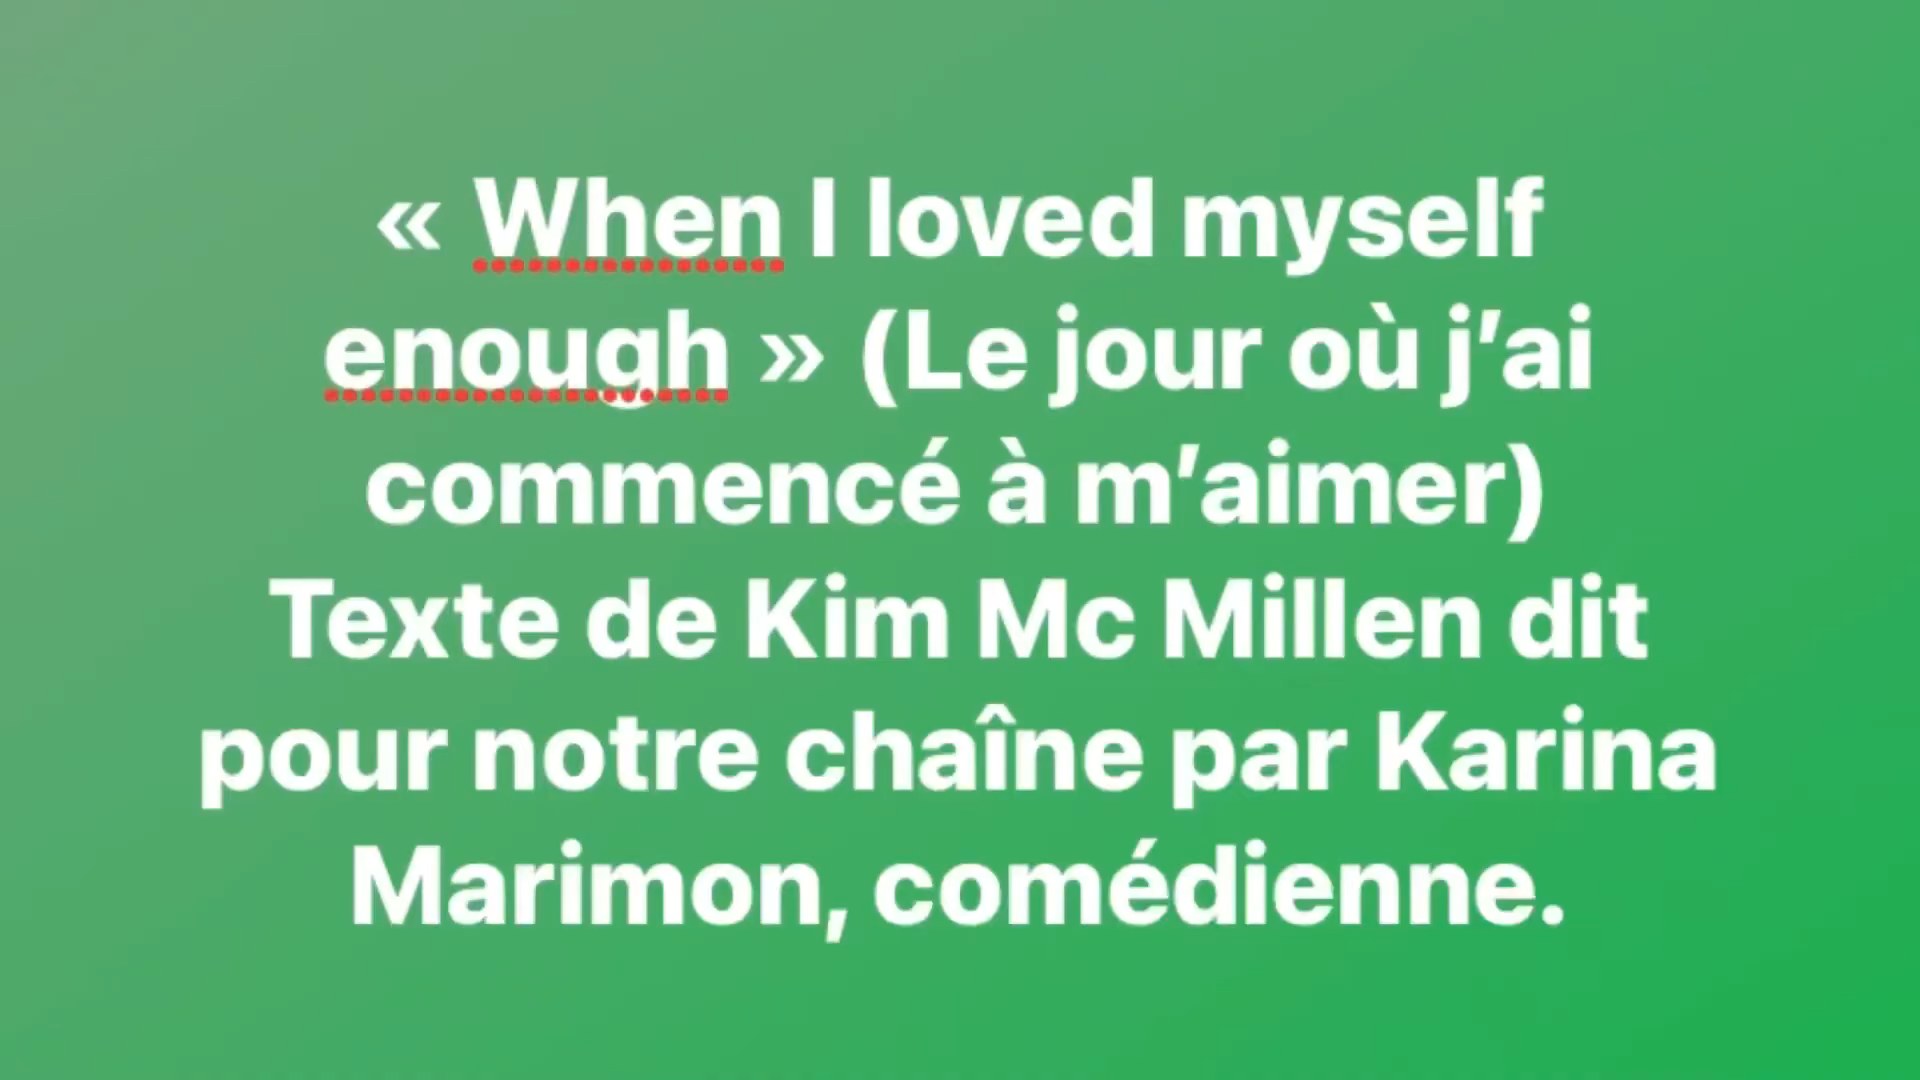 « When I loved myself
enough » (Le jour où j’ai
commencé à m’aimer)
Texte de Kim Mc Millen dit
pour notre chaîne par Karina
Marimon, comédienne.